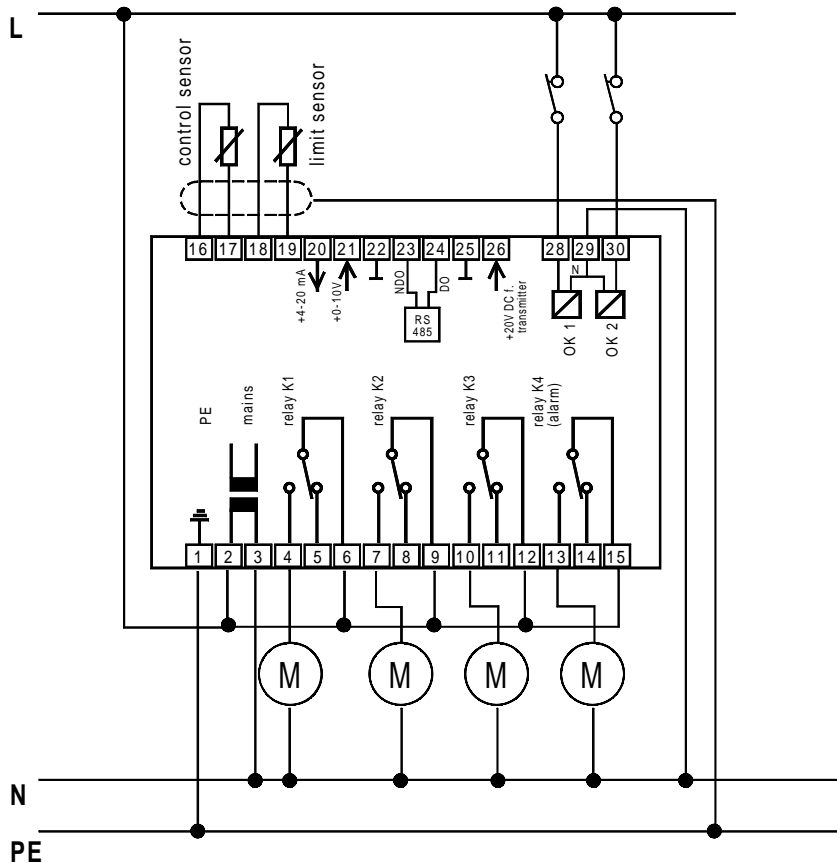 L
control sensor
limit sensor
16 17 18 19 20 21 22 23 24 25 26 28 29 30
+4-20 mA
+0-10V
NDO
DO
RS
485
+20V DC f.
transmitter
N
OK 1
OK 2
PE
mains
relay K1
relay K2
relay K3
relay K4
(alarm)
1 2 3 4 5 6 7 8 9 10 11 12 13 14 15
M M M M
N
PE